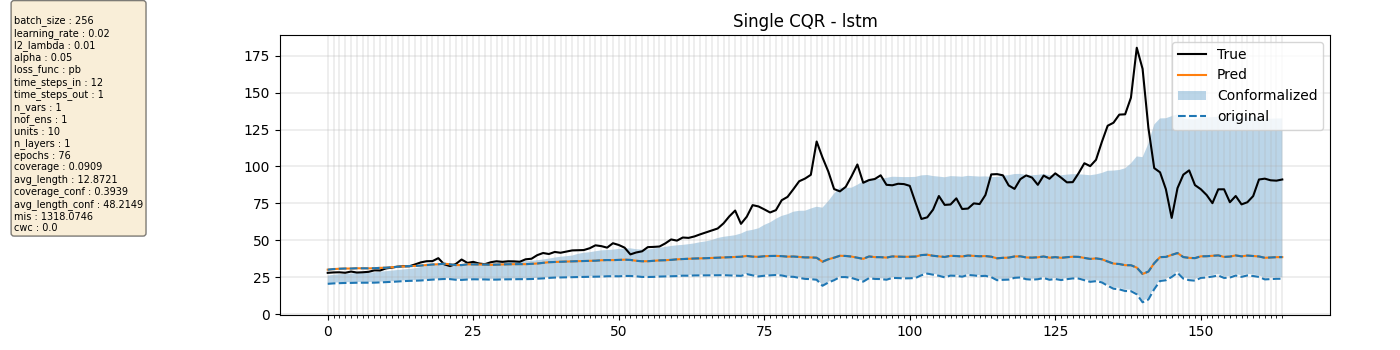 batch_size : 256
learning_rate : 0.02
l2_lambda : 0.01
alpha : 0.05
loss_func : pb
time_steps_in : 12
time_steps_out : 1
n_vars : 1
nof_ens : 1
units : 10
n_layers : 1
epochs : 76
coverage : 0.0909
avg_length : 12.8721
coverage_conf : 0.3939
avg_length_conf : 48.2149
mis : 1318.0746
cwc : 0.0
Single CQR - lstm
175
150
125
100
75
50
25
0
True
Pred
Conformalized
original
0 25 50 75 100 125 150